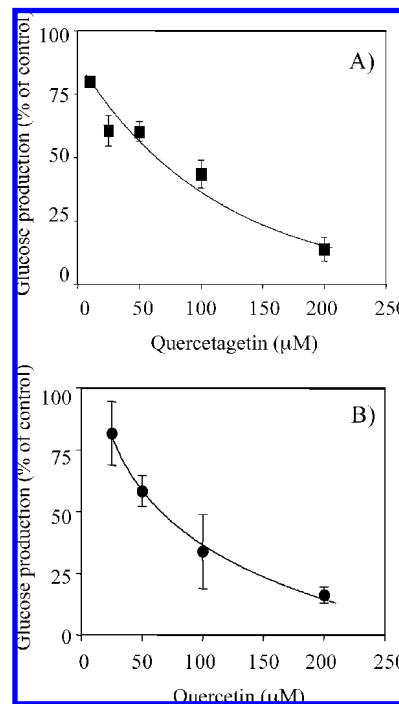 Glucose production (% of control)
A)
100
75
50
25
0
0 50 100 150 200 250
Quercetagetin (µM)
Glucose production (% of control)
B)
100
75
50
25
0
0 50 100 150 200 250
Quercetin (µM)